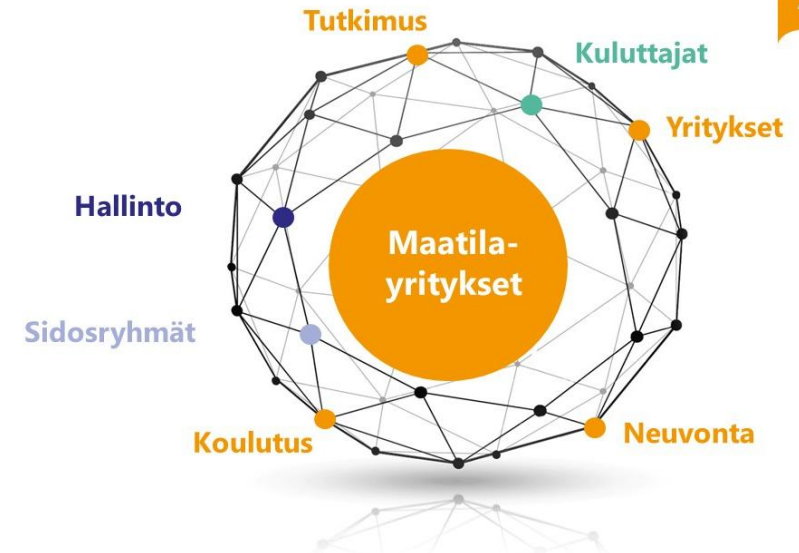 Tutkimus
Kuluttajat
Yritykset
Hallinto
Maatila-
yritykset
Sidosryhmät
Koulutus
Neuvonta